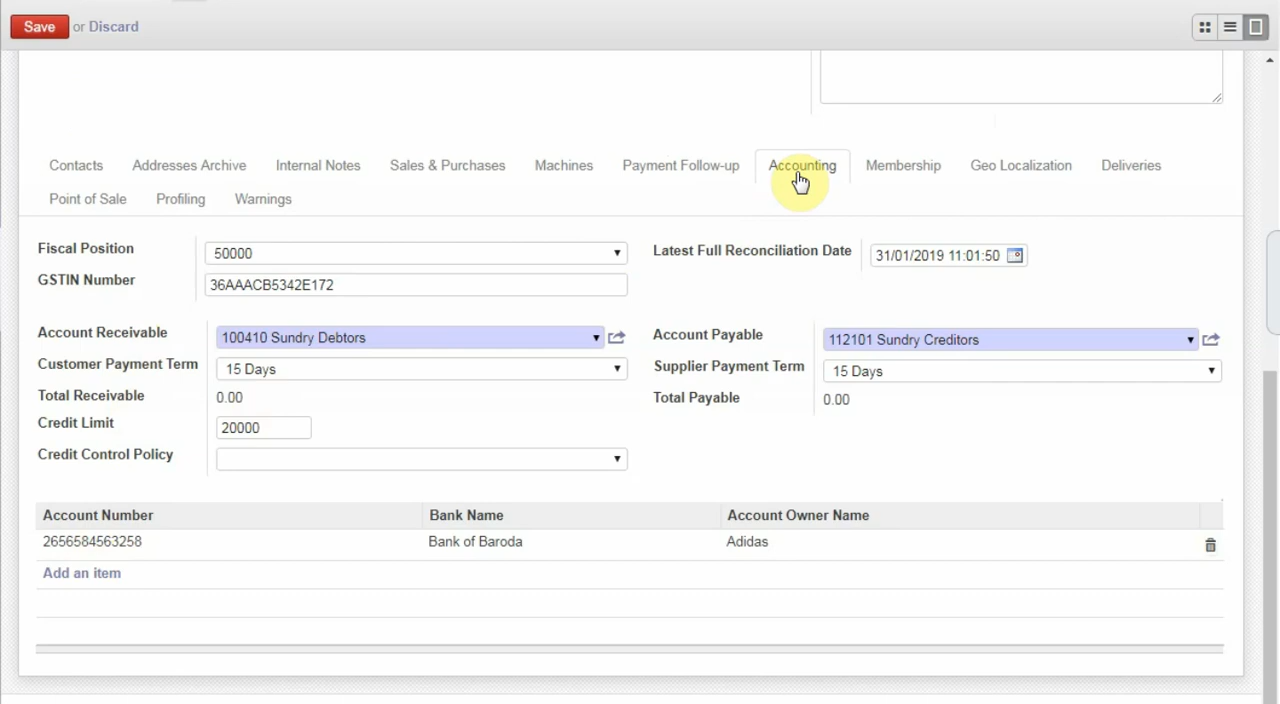 Save or Discard
Contacts Addresses Archive Internal Notes Sales & Purchases Machines Payment Follow-up Accounting Membership Geo Localization Deliveries
Point of Sale Profiling Warnings
Fiscal Position 50000 Latest Full Reconciliation Date 31/01/2019 11:01:50
GSTIN Number 36AAACB5342E172
Account Receivable 100410 Sundry Debtors Account Payable 112101 Sundry Creditors
Customer Payment Term 15 Days Supplier Payment Term 15 Days
Total Receivable 0.00 Total Payable 0.00
Credit Limit 20000
Credit Control Policy
Account Number Bank Name Account Owner Name
2656584563258 Bank of Baroda Adidas
Add an item